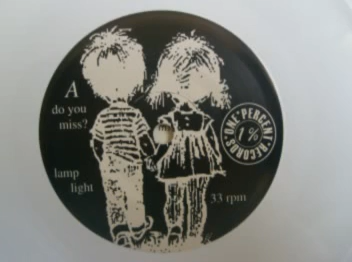 A
do you
miss?
lamp
light
ONE PERCENT RECORDS
1%
33 rpm